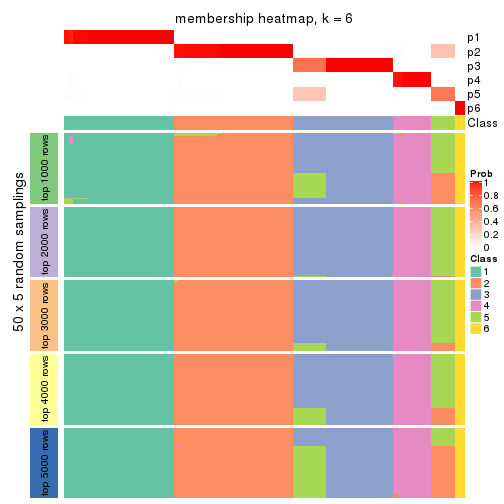 membership heatmap, k = 6
p1
p2
p3
p4
p5
p6
Class
50 x 5 random samplings
top 1000 rows
top 2000 rows
top 3000 rows
top 4000 rows
top 5000 rows
Prob
1
0.8
0.6
0.4
0.2
0
Class
1
2
3
4
5
6